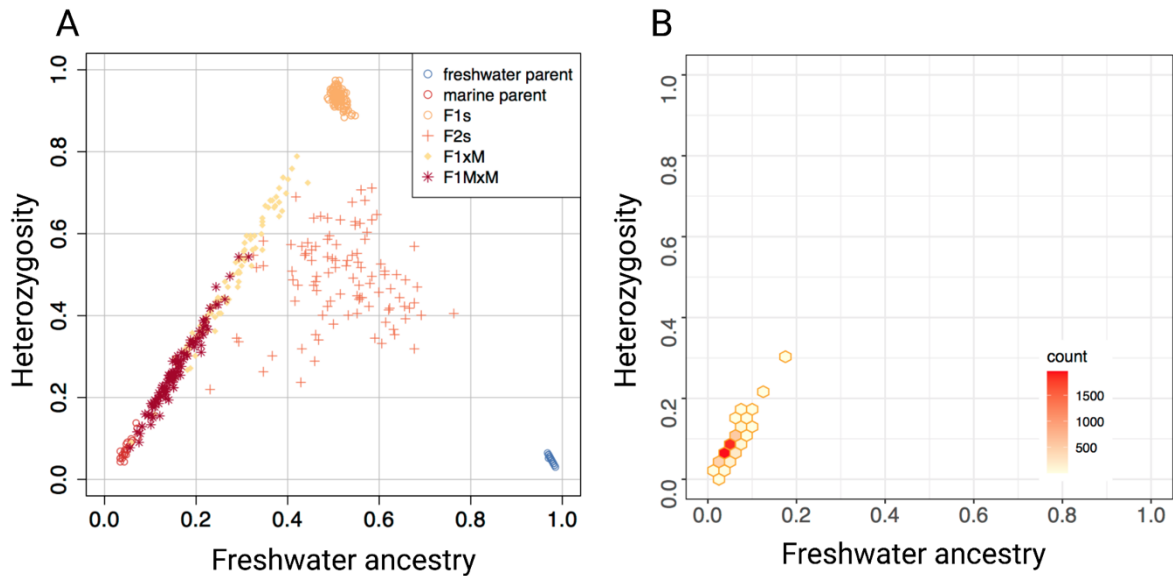 A
Heterozygosity
1.0
0.8
0.6
0.4
0.2
0.0
freshwater parent
marine parent
F1s
F2s
F1xM
F1MxM
0.0 0.2 0.4 0.6 0.8 1.0
Freshwater ancestry
B
Heterozygosity
1.0
0.8
0.6
0.4
0.2
0.0
count
1500
1000
500
0.0 0.2 0.4 0.6 0.8 1.0
Freshwater ancestry